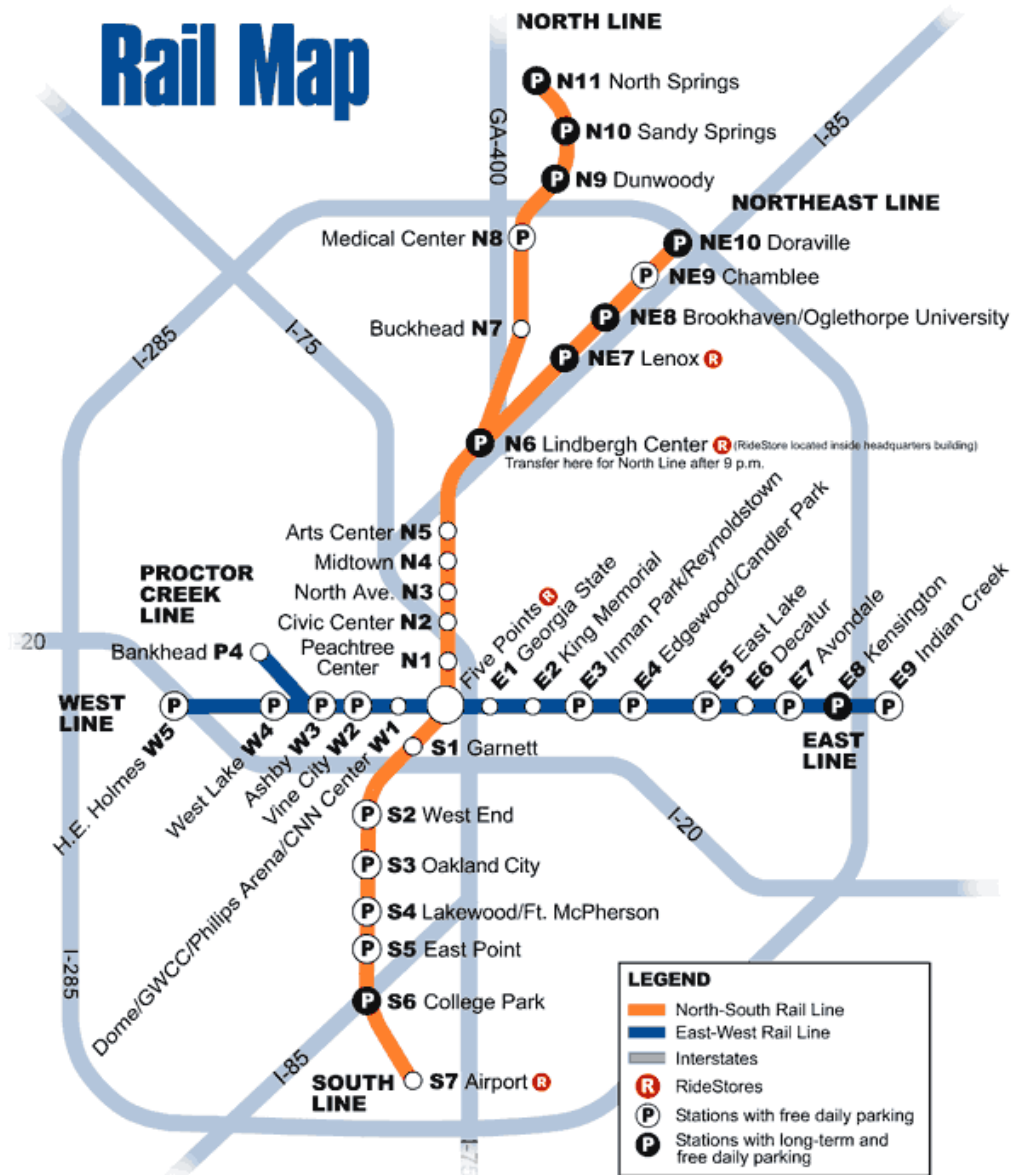 Rail Map
NORTH LINE
P N11 North Springs
P N10 Sandy Springs
P N9 Dunwoody
GA-400
I-85
NORTHEAST LINE
Medical Center N8 P
P NE10 Doraville
P NE9 Chamblee
P NE8 Brookhaven/Oglethorpe University
P NE7 Lenox R
Buckhead N7
I-285
I-75
P N6 Lindbergh Center R (RideStore located inside headquarters building)
Transfer here for North Line after 9 p.m.
Arts Center N5
Midtown N4
North Ave. N3
Civic Center N2
Peachtree
Center N1
PROCTOR
CREEK
LINE
Bankhead P4
I-20
WEST
LINE
H.E. Holmes W5 P
West Lake W4 P
Ashby W3 P
Vine City W2 P
Dome/GWCC/Philips Arena/CNN Center W1
Five Points R
E1 Georgia State
E2 King Memorial
P E3 Inman Park/Reynoldstown
P E4 Edgewood/Candler Park
P E5 East Lake
E6 Decatur
P E7 Avondale
P E8 Kensington
P E9 Indian Creek
EAST
LINE
S1 Garnett
P S2 West End
P S3 Oakland City
P S4 Lakewood/Ft. McPherson
P S5 East Point
P S6 College Park
S7 Airport R
SOUTH
LINE
I-20
I-285
I-85
I-75
LEGEND
North-South Rail Line
East-West Rail Line
Interstates
R RideStores
P Stations with free daily parking
P Stations with long-term and
free daily parking